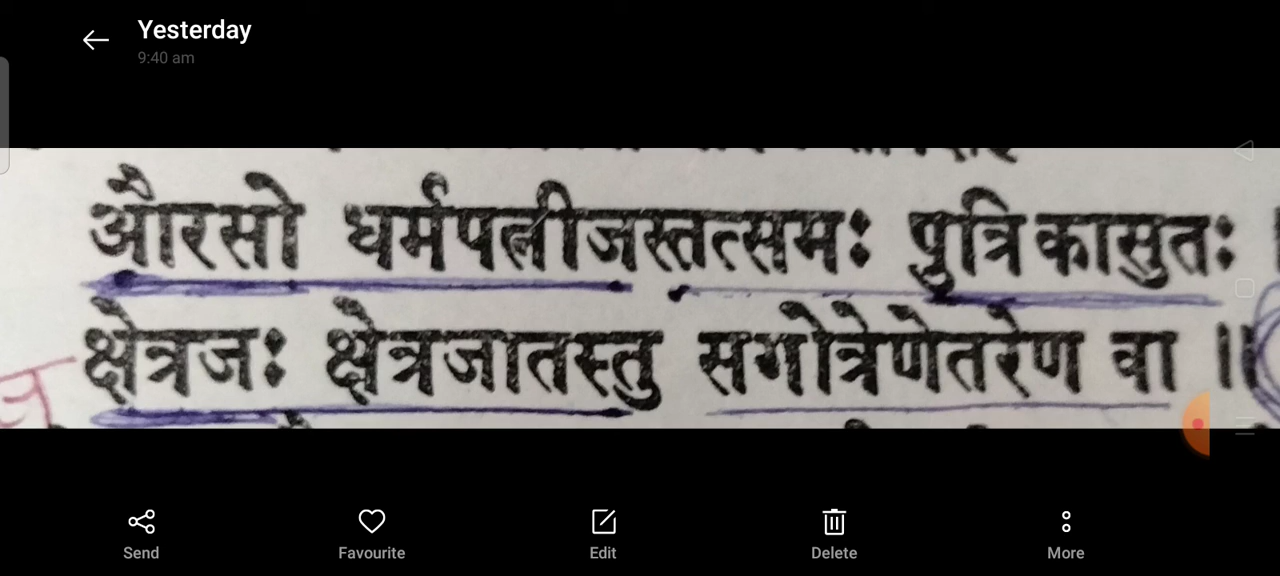 Yesterday
9:40 am
औरसो धर्मपत्नीजस्तत्समः पुत्रिकासुतः ।
क्षेत्रजः क्षेत्रजातस्तु सगोत्रेणेतरेण वा ॥
Send Favourite Edit Delete More